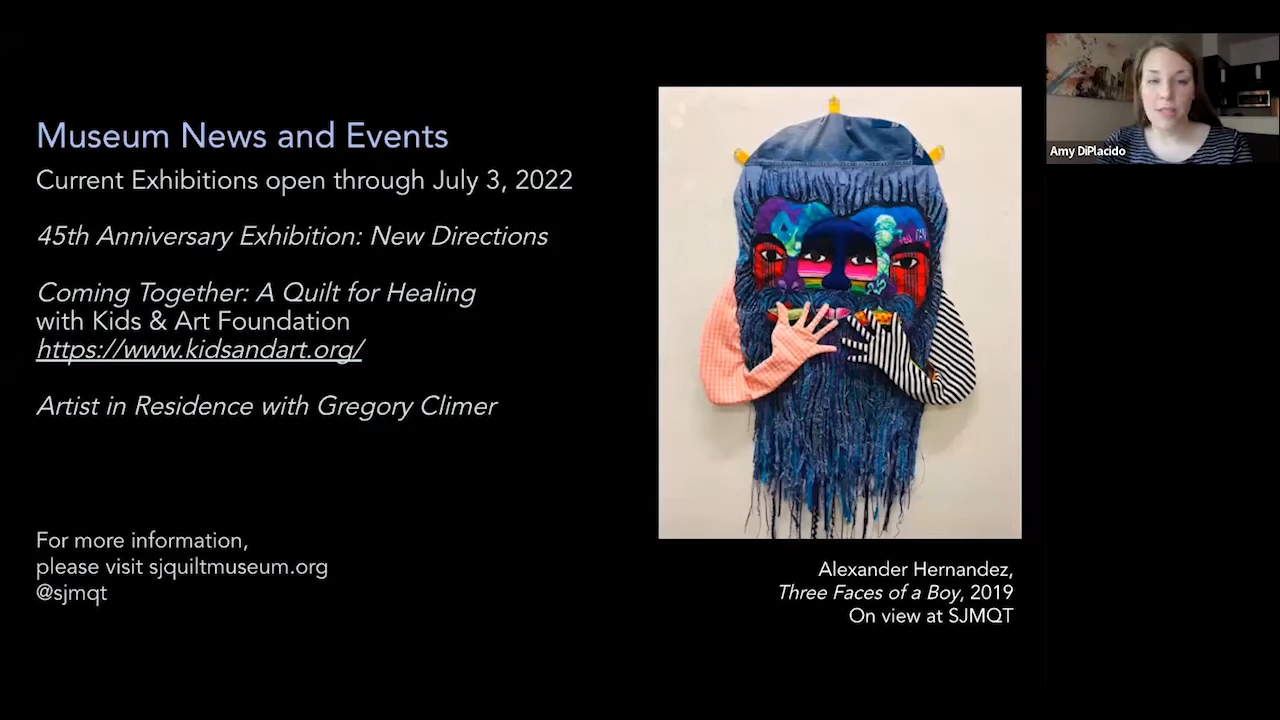 Museum News and Events
Current Exhibitions open through July 3, 2022
45th Anniversary Exhibition: New Directions
Coming Together: A Quilt for Healing
with Kids & Art Foundation
https://www.kidsandart.org/
Artist in Residence with Gregory Climer
For more information,
please visit sjquiltmuseum.org
@sjmqt
Alexander Hernandez,
Three Faces of a Boy, 2019
On view at SJMQT
Amy DiPlacido